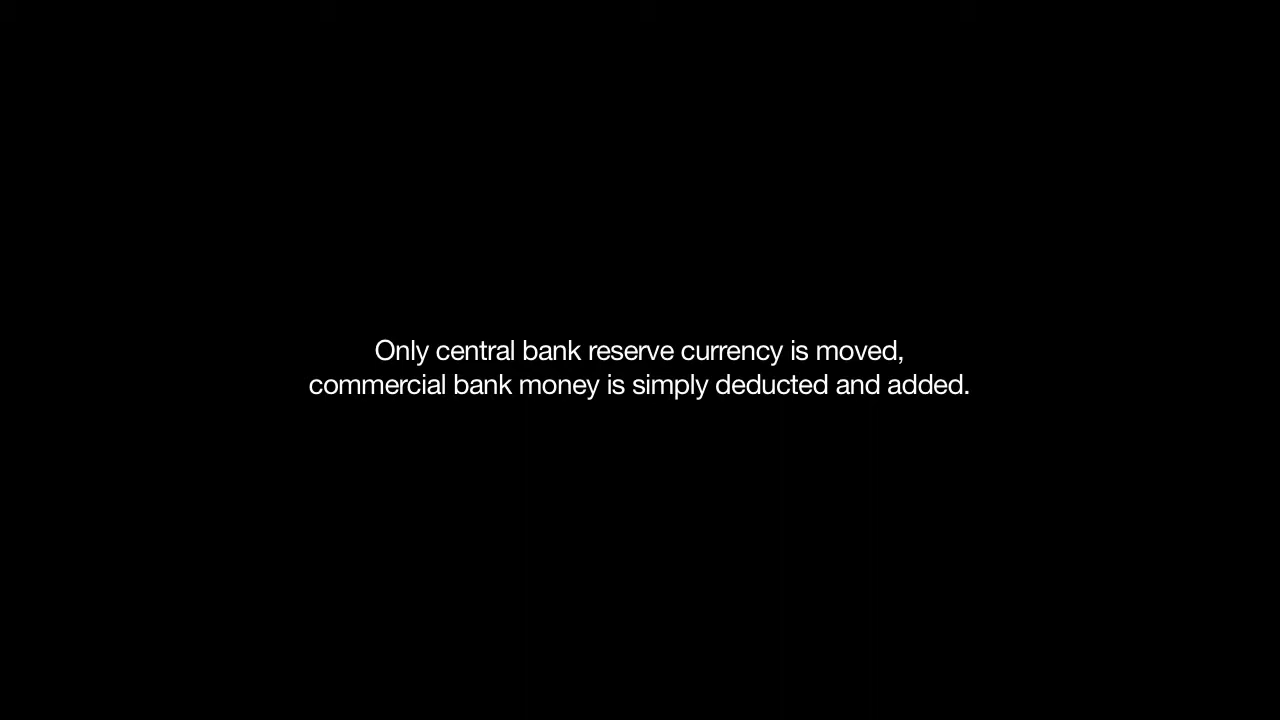 Only central bank reserve currency is moved,
commercial bank money is simply deducted and added.